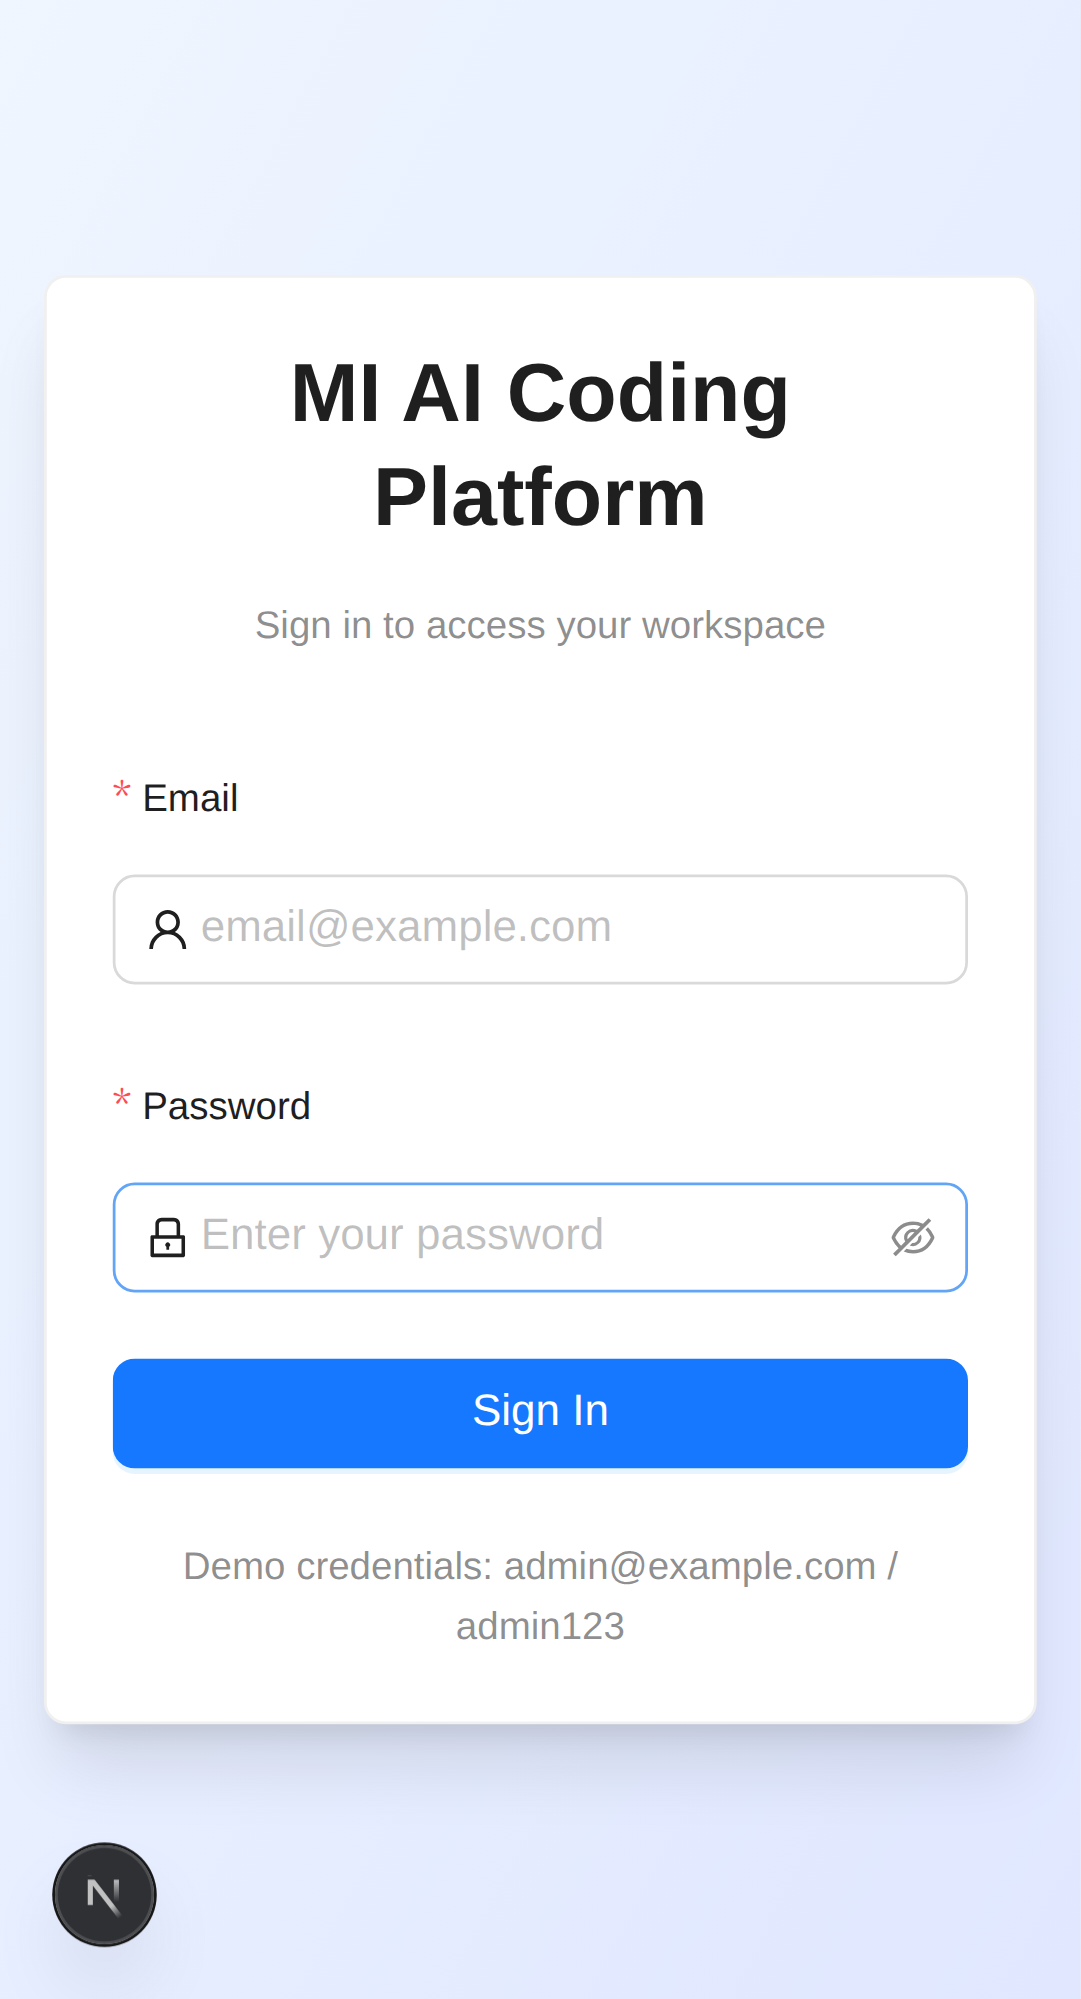 MI AI Coding
Platform
Sign in to access your workspace
* Email
email@example.com
* Password
Enter your password
Sign In
Demo credentials: admin@example.com /
admin123
N